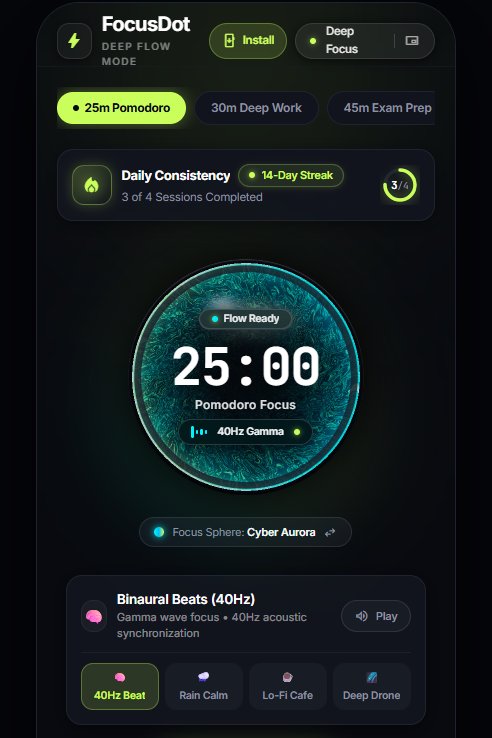 FocusDot
DEEP FLOW
MODE
Install
Deep
Focus
25m Pomodoro
30m Deep Work
45m Exam Prep
Daily Consistency
14-Day Streak
3 of 4 Sessions Completed
3/4
Flow Ready
25:00
Pomodoro Focus
40Hz Gamma
Focus Sphere: Cyber Aurora
Binaural Beats (40Hz)
Gamma wave focus • 40Hz acoustic
synchronization
Play
40Hz Beat
Rain Calm
Lo-Fi Cafe
Deep Drone